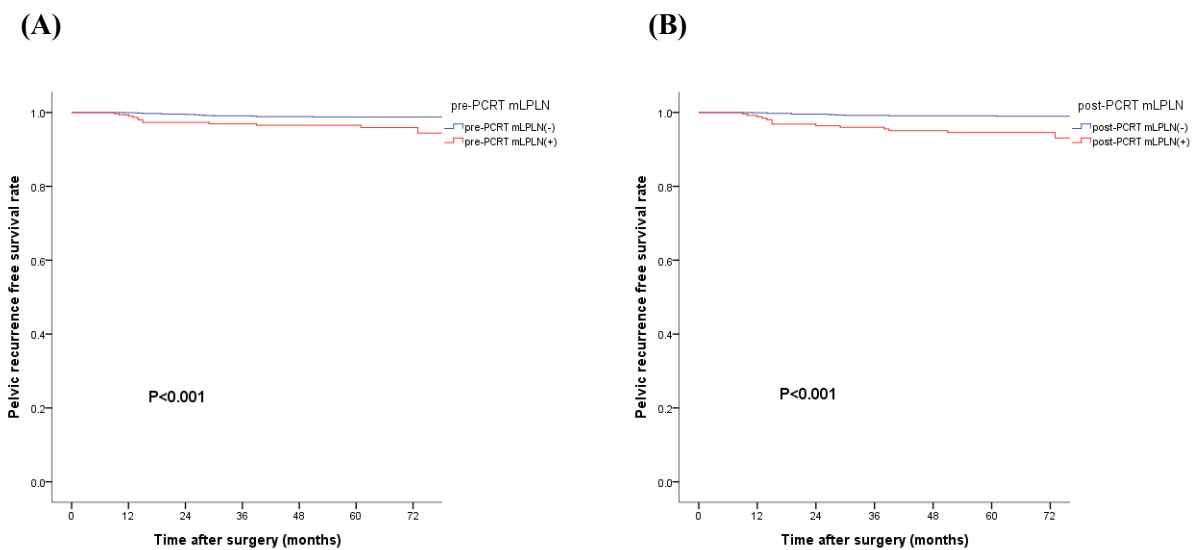 (A)
pre-PCRT mLPLN
pre-PCRT mLPLN(-)
pre-PCRT mLPLN(+)
Pelvic recurrence free survival rate
1.0
0.8
0.6
0.4
0.2
0.0
P<0.001
0 12 24 36 48 60 72
Time after surgery (months)
(B)
post-PCRT mLPLN
post-PCRT mLPLN(-)
post-PCRT mLPLN(+)
Pelvic recurrence free survival rate
1.0
0.8
0.6
0.4
0.2
0.0
P<0.001
0 12 24 36 48 60 72
Time after surgery (months)